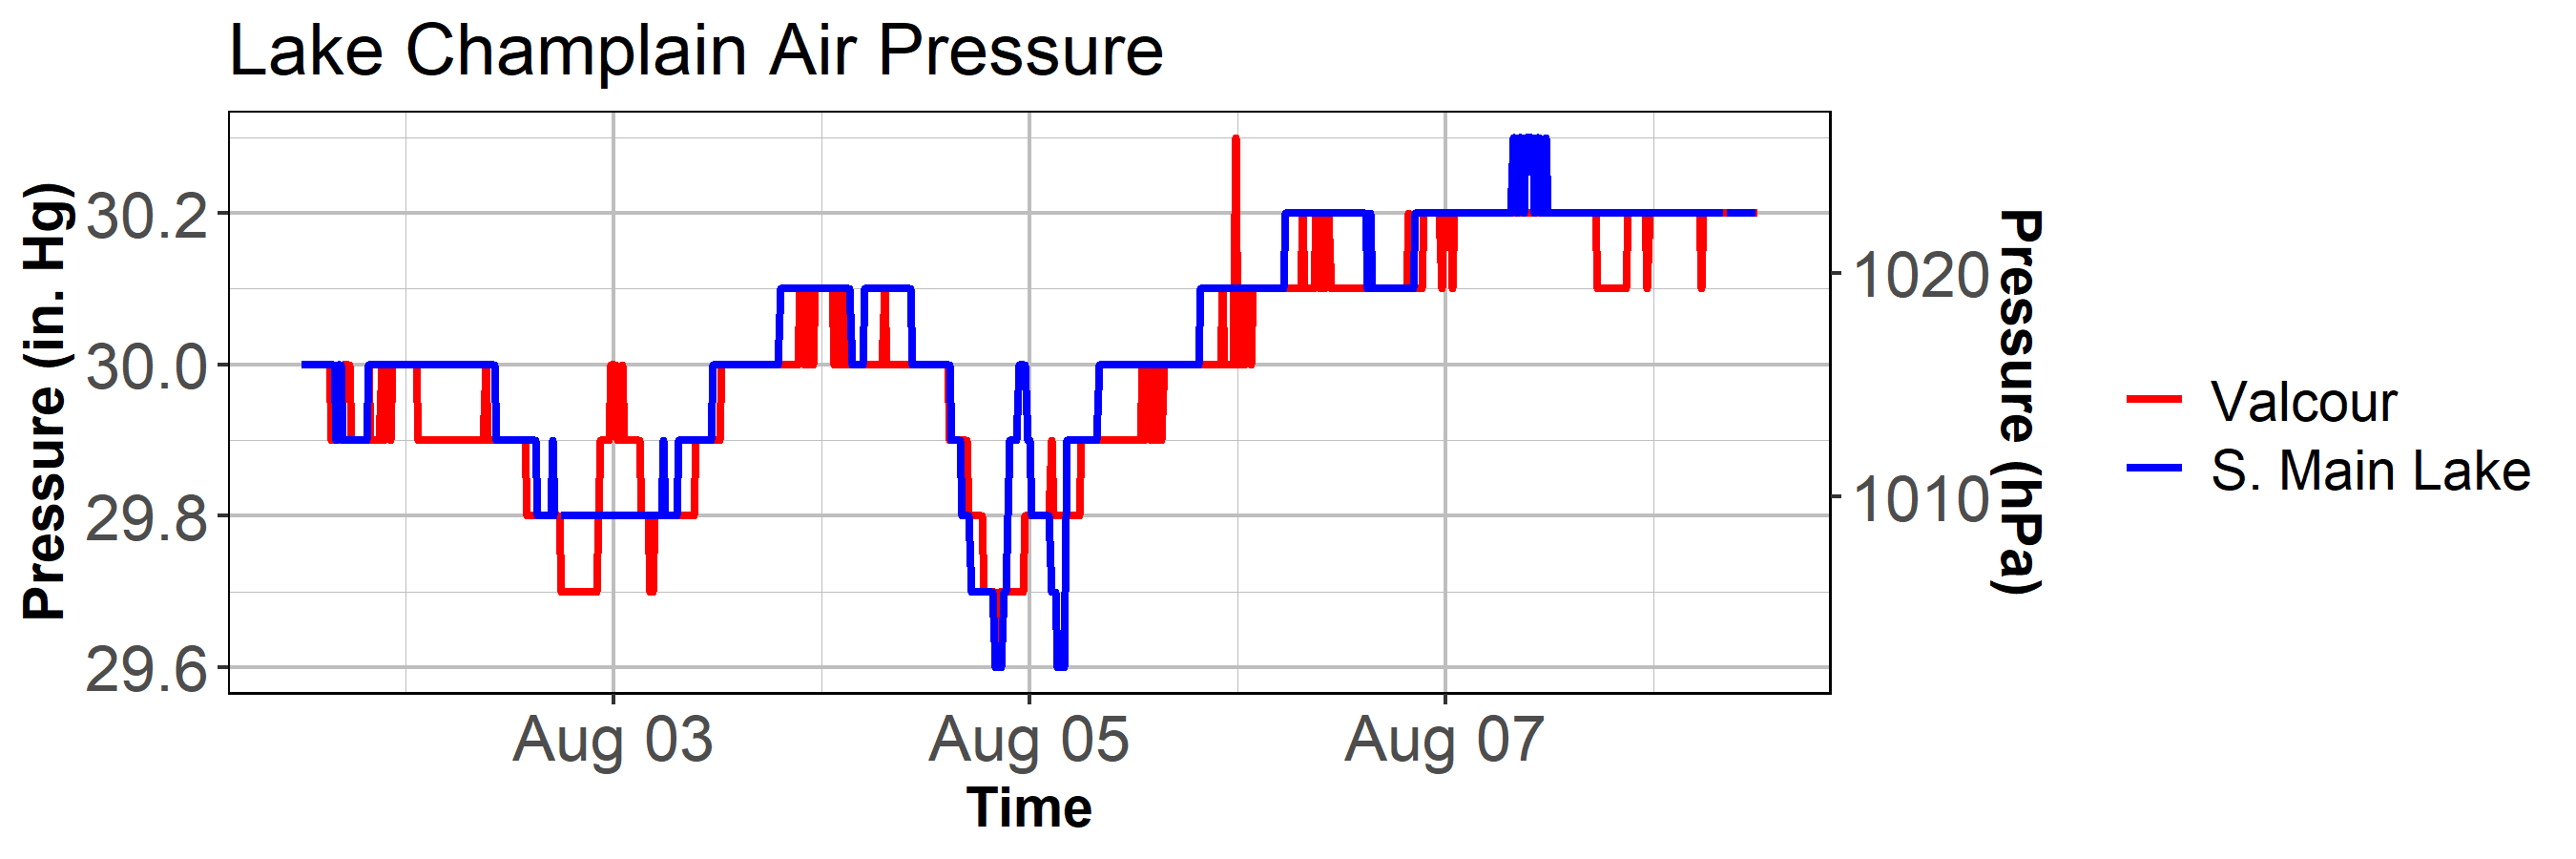 Lake Champlain Air Pressure
Pressure (in. Hg)
30.2
30.0
29.8
29.6
Aug 03
Aug 05
Aug 07
Time
1020
1010
Pressure (hPa)
Valcour
S. Main Lake